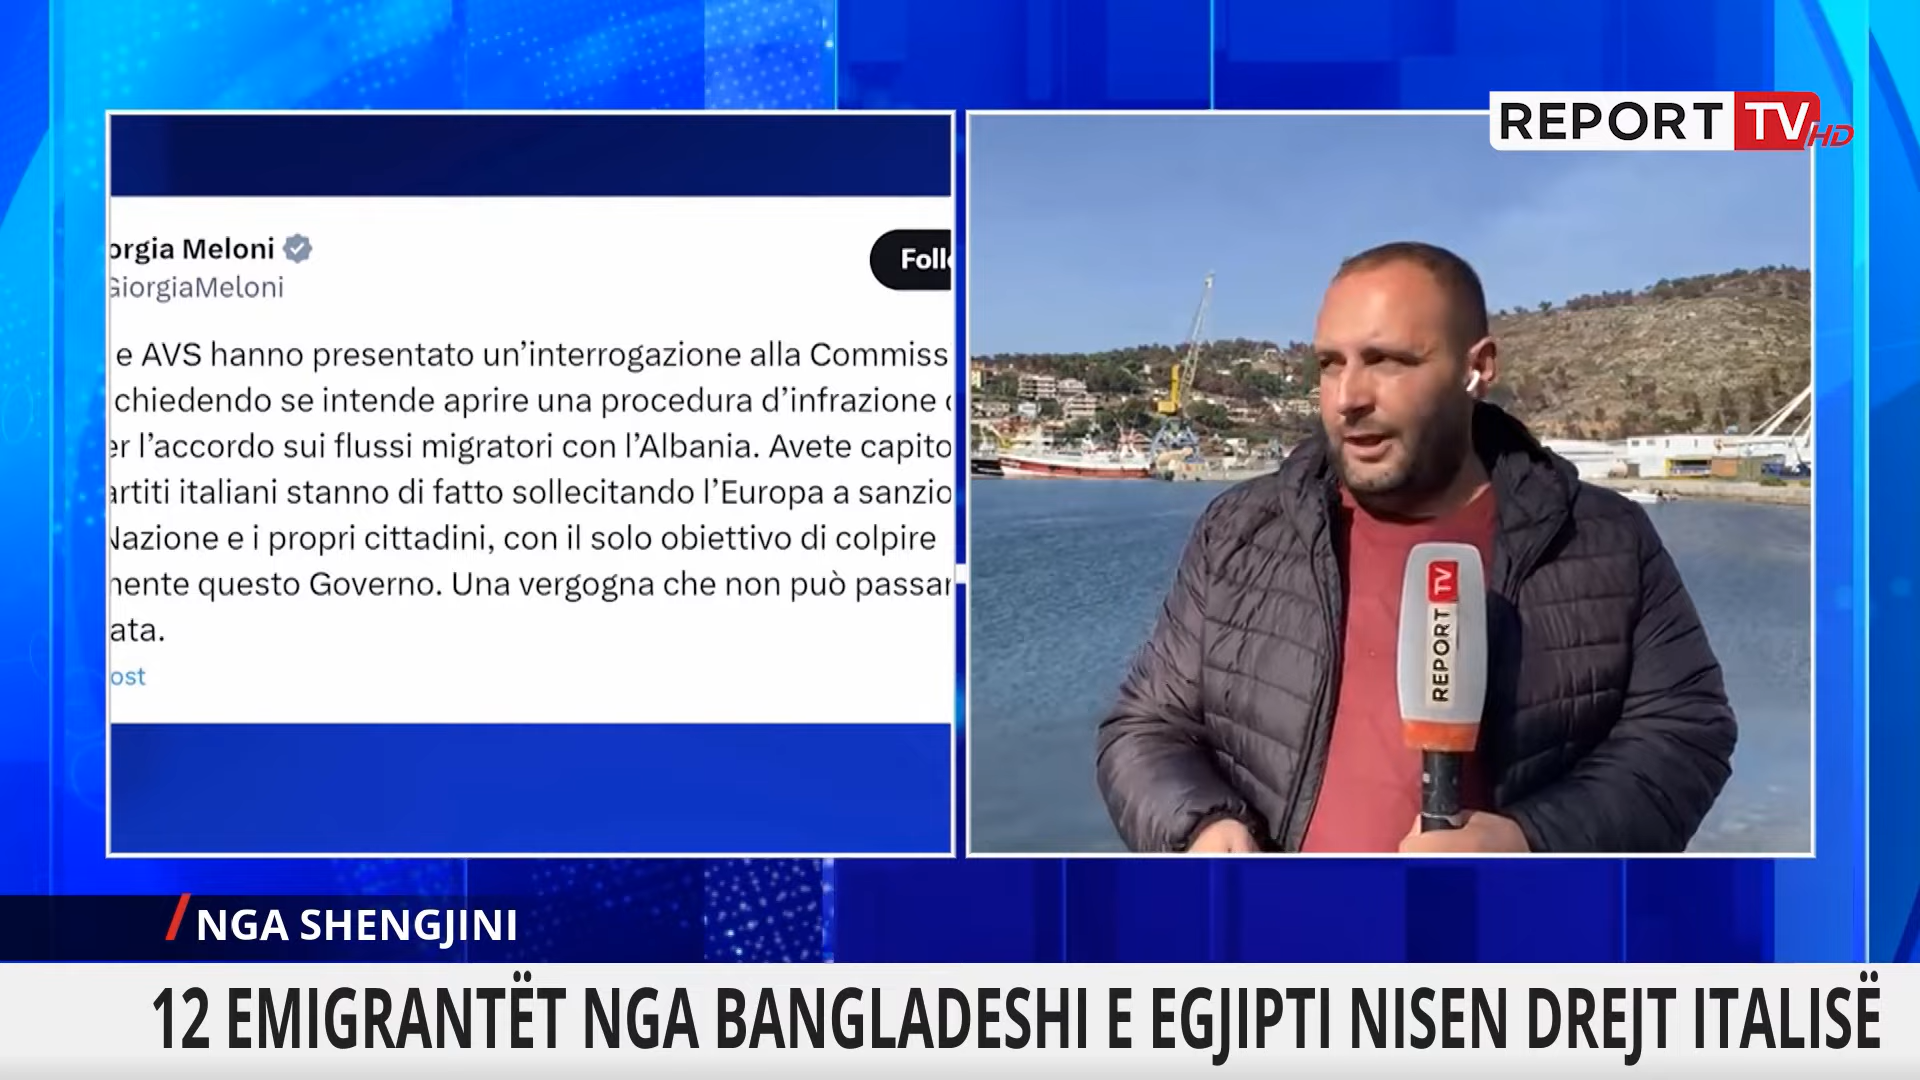 REPORT TV HD
orgia Meloni
GiorgiaMeloni
Foll
e AVS hanno presentato un’interrogazione alla Commiss
chiedendo se intende aprire una procedura d’infrazione
er l’accordo sui flussi migratori con l’Albania. Avete capito
artiti italiani stanno di fatto sollecitando l’Europa a sanzio
Nazione e i propri cittadini, con il solo obiettivo di colpire
mente questo Governo. Una vergogna che non può passar
ata.
ost
REPORT TV
NGA SHENGJINI
12 EMIGRANTËT NGA BANGLADESHI E EGJIPTI NISEN DREJT ITALISË